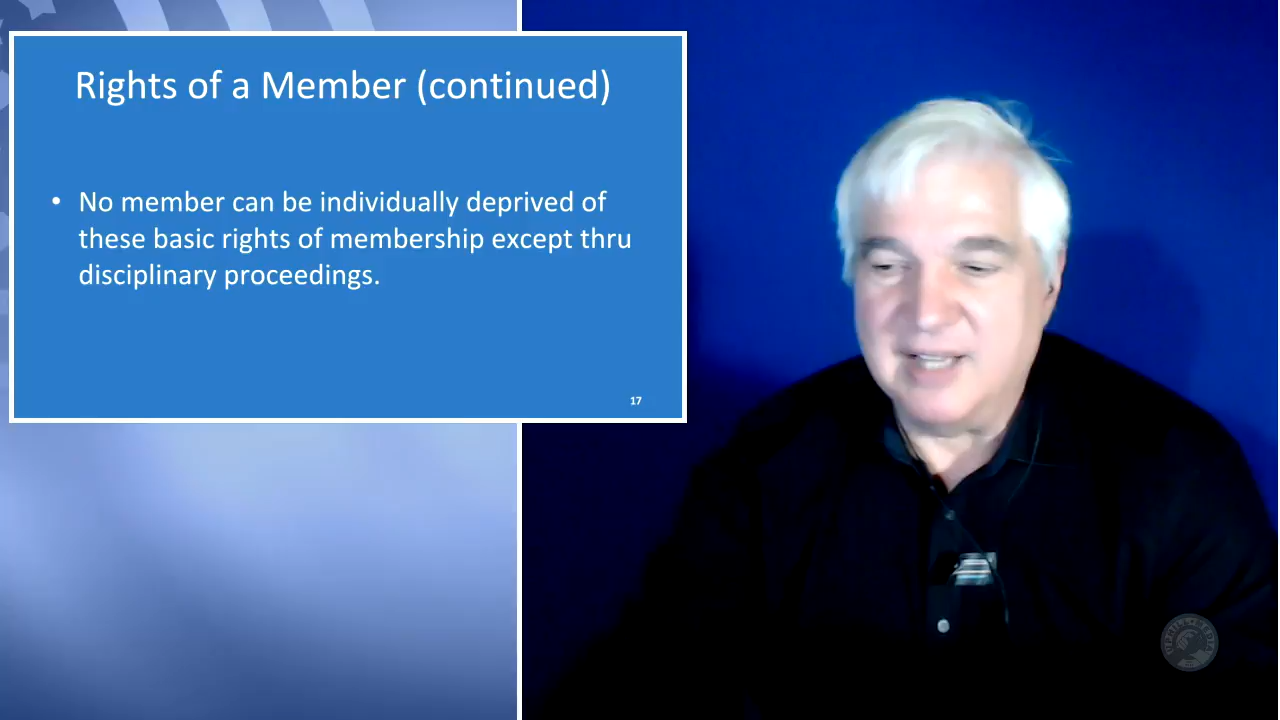 Rights of a Member (continued)
• No member can be individually deprived of
these basic rights of membership except thru
disciplinary proceedings.
17